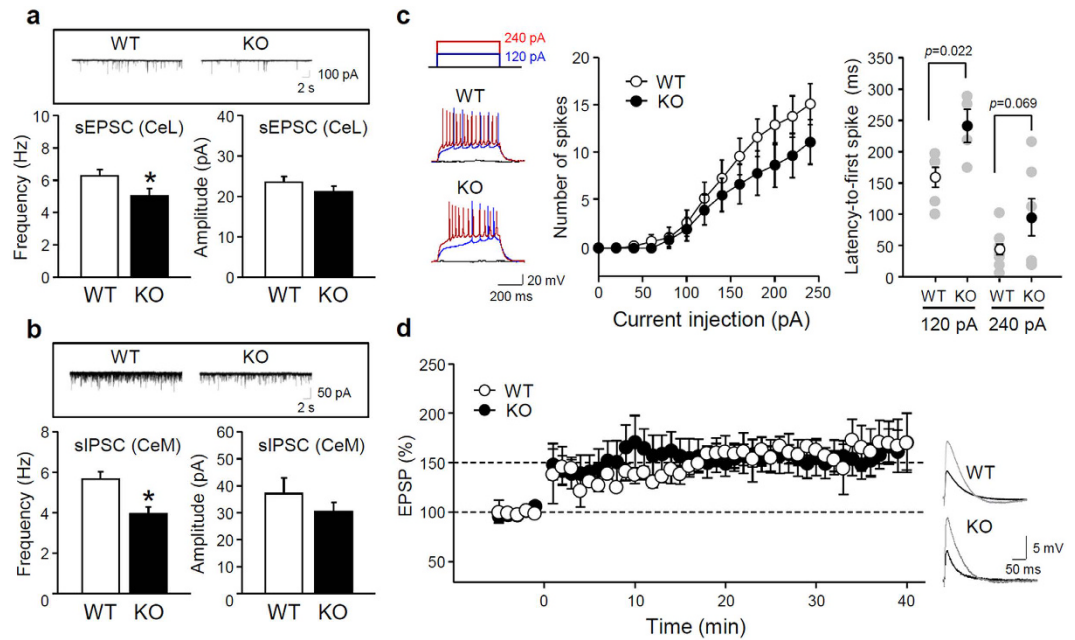 a
WT KO
100 pA
2 s
sEPSC (CeL)
Frequency (Hz)
10
8
6
4
2
0
*
WT KO
sEPSC (CeL)
Amplitude (pA)
40
30
20
10
0
WT KO
b
WT KO
50 pA
2 s
sIPSC (CeM)
Frequency (Hz)
8
6
4
2
0
*
WT KO
sIPSC (CeM)
Amplitude (pA)
60
50
40
30
20
10
0
WT KO
c
240 pA
120 pA
WT
KO
20 mV
200 ms
WT
KO
Number of spikes
20
15
10
5
0
0 50 100 140 200 250
Current injection (pA)
Latency-to-first spike (ms)
400
350
300
250
200
150
100
50
0
p=0.022
p=0.069
WT KO WT KO
120 pA 240 pA
d
WT
KO
EPSP (%)
250
200
150
100
50
0 10 20 30 40
Time (min)
WT
KO
5 mV
50 ms